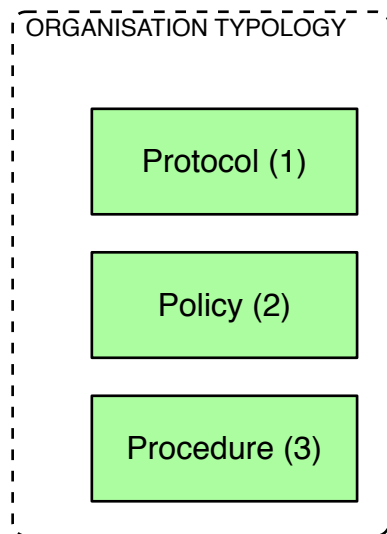 ORGANISATION TYPOLOGY
Protocol (1)
Policy (2)
Procedure (3)